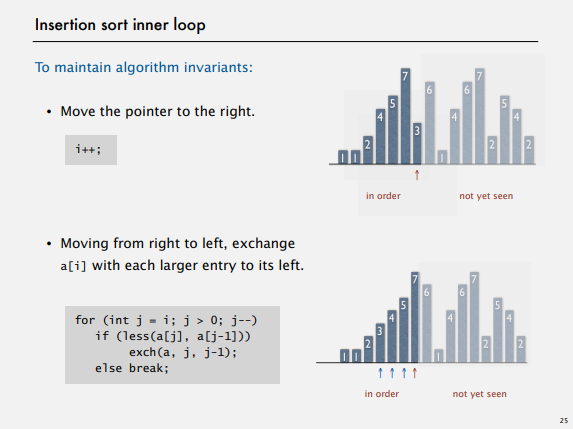 Insertion sort inner loop
To maintain algorithm invariants:
• Move the pointer to the right.
i++;
1 1 2 4 5 7 3 6 1 4 6 7 2 5 4 2
in order not yet seen
• Moving from right to left, exchange
a[i] with each larger entry to its left.
for (int j = i; j > 0; j--)
if (less(a[j], a[j-1]))
exch(a, j, j-1);
else break;
1 1 2 3 4 5 7 6 1 4 6 7 2 5 4 2
in order not yet seen
25